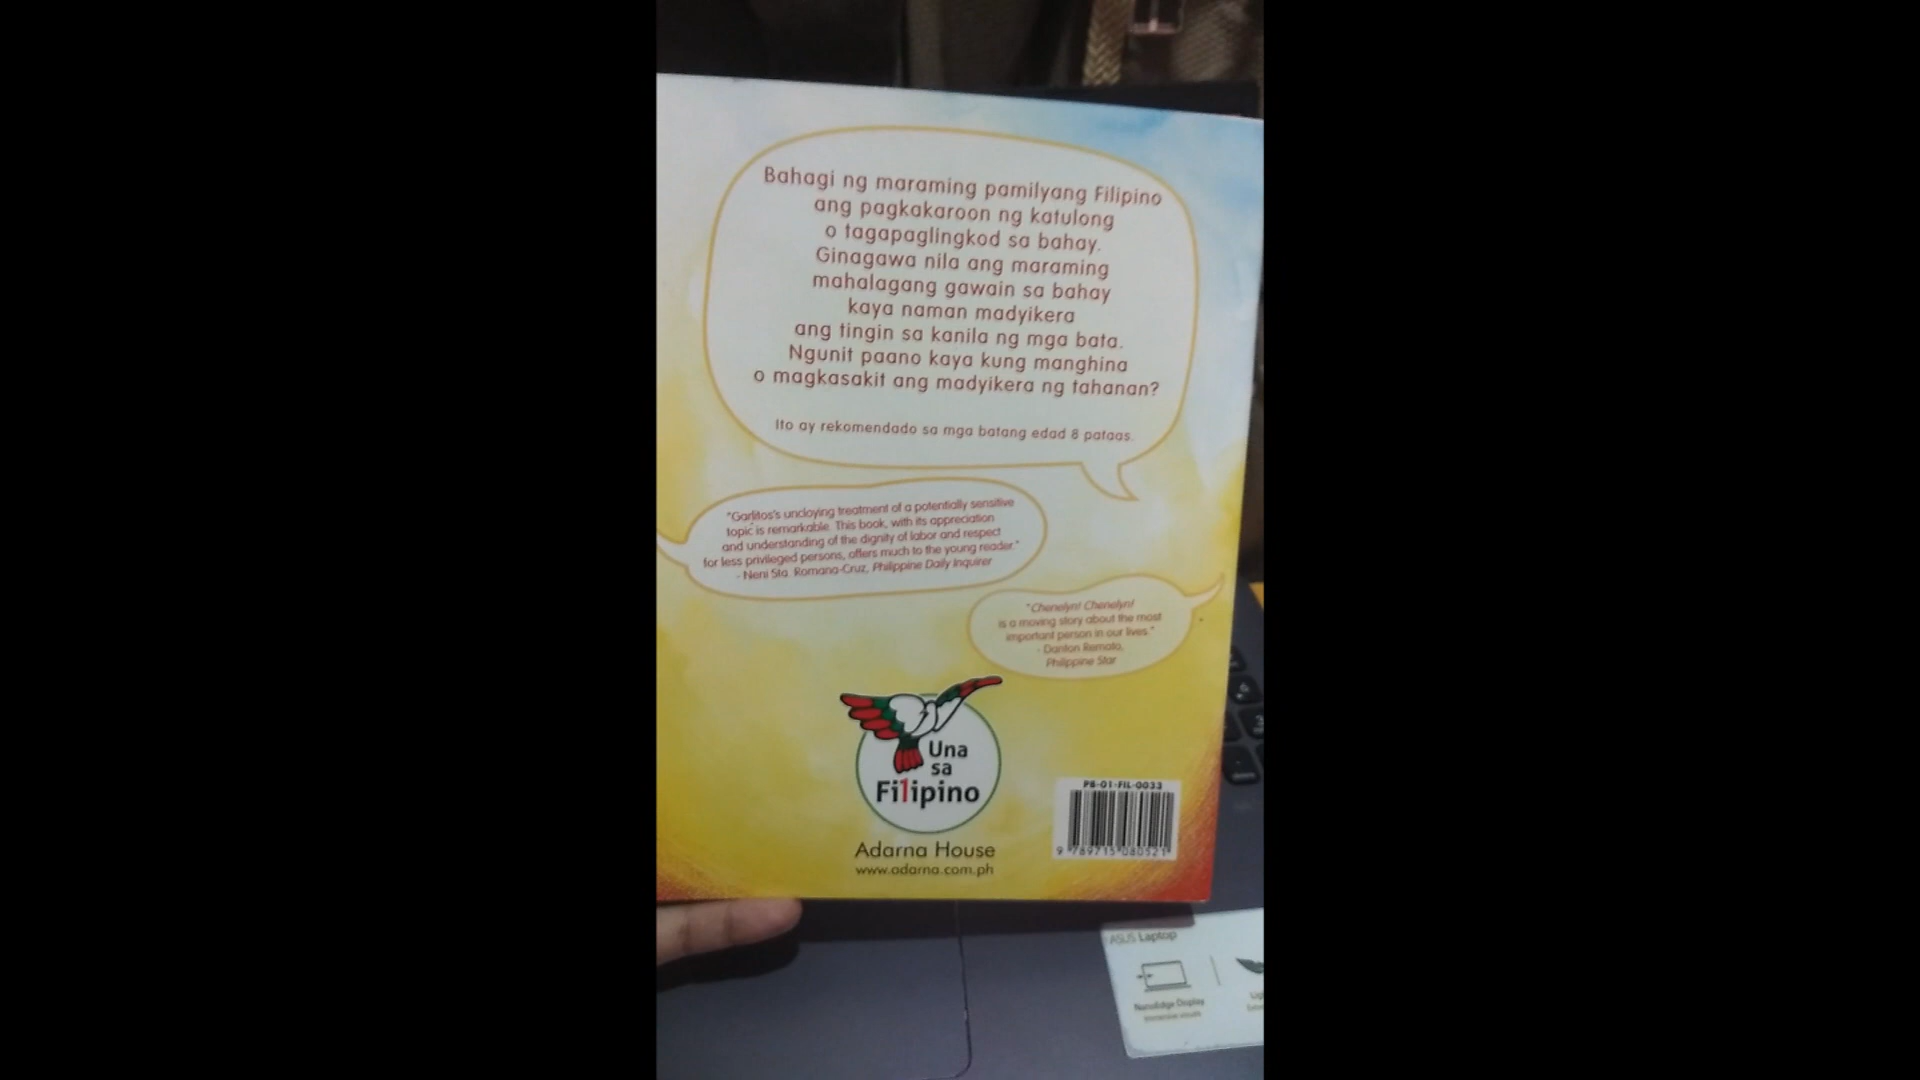 Bahagi ng maraming pamilyang Filipino
ang pagkakaroon ng katulong
o tagapaglingkod sa bahay.
Ginagawa nila ang maraming
mahalagang gawain sa bahay
kaya naman madyikera
ang tingin sa kanila ng mga bata.
Ngunit paano kaya kung manghina
o magkasakit ang madyikera ng tahanan?
Ito ay rekomendado sa mga batang edad 8 pataas.
"Garlitos's uncloying treatment of a potentially sensitive
topic is remarkable. This book, with its appreciation
and understanding of the dignity of labor and respect
for less privileged persons, offers much to the young reader."
- Neni Sta. Romana-Cruz, Philippine Daily Inquirer
"Chenelyn! Chenelyn!
is a moving story about the most
important person in our lives."
- Danton Remoto,
Philippine Star
Una
sa
Filipino
Adarna House
www.adarna.com.ph
PB-01-FIL-0033
9 789715 080521
ASUS Laptop
NanoEdge Display